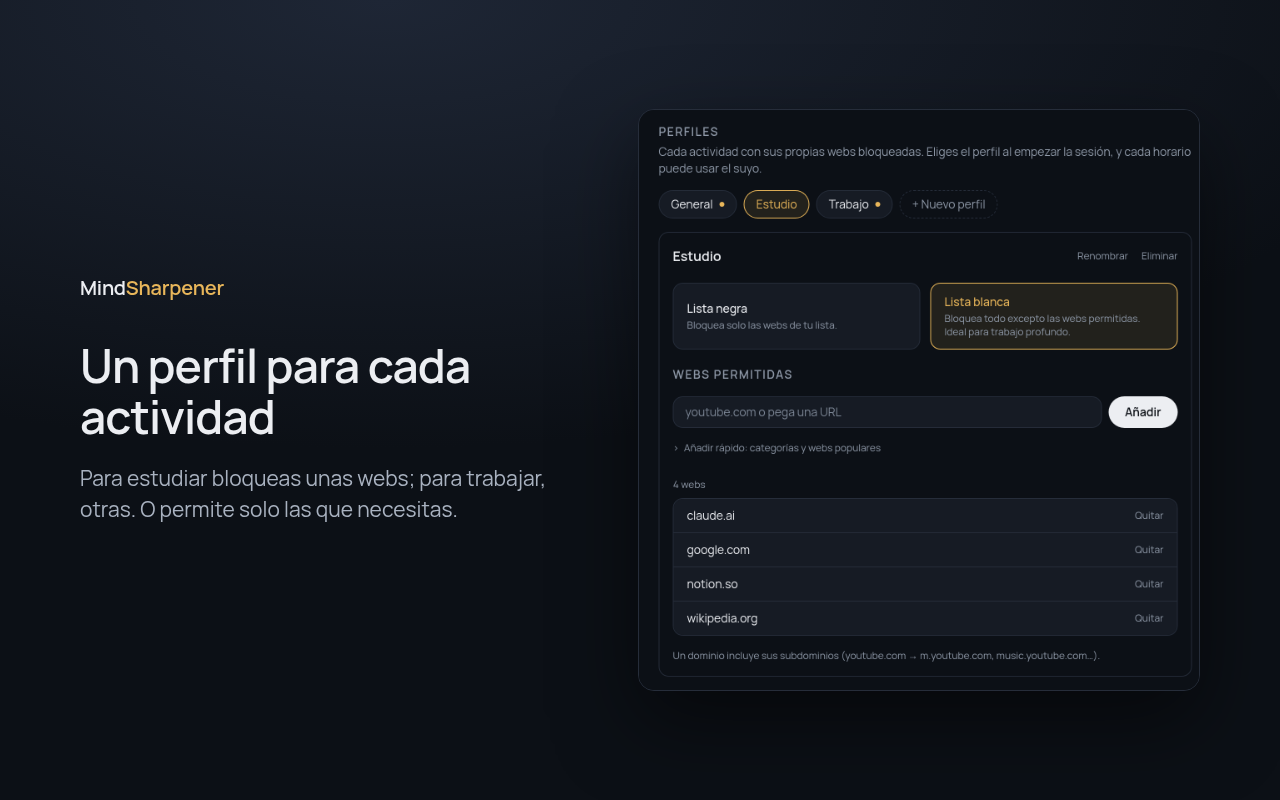 MindSharpener
Un perfil para cada
actividad
Para estudiar bloqueas unas webs; para trabajar,
otras. O permite solo las que necesitas.
PERFILES
Cada actividad con sus propias webs bloqueadas. Eliges el perfil al empezar la sesión, y cada horario
puede usar el suyo.
General Estudio Trabajo + Nuevo perfil
Estudio Renombrar Eliminar
Lista negra
Bloquea solo las webs de tu lista.
Lista blanca
Bloquea todo excepto las webs permitidas.
Ideal para trabajo profundo.
WEBS PERMITIDAS
youtube.com o pega una URL Añadir
› Añadir rápido: categorías y webs populares
4 webs
claude.ai Quitar
google.com Quitar
notion.so Quitar
wikipedia.org Quitar
Un dominio incluye sus subdominios (youtube.com → m.youtube.com, music.youtube.com…).